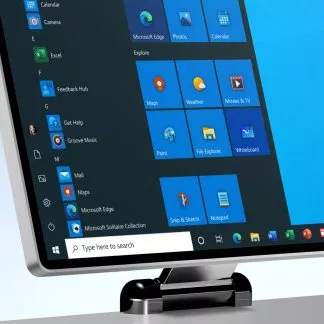 Calendar
Camera
E
Excel
F
Feedback Hub
G
Get Help
Groove Music
M
Mail
Maps
Microsoft Edge
Microsoft Solitaire Collection
Type here to search
Microsoft Edge
Photos
Calendar
Explore
Maps
Weather
Movies & TV
Paint
File Explorer
Whiteboard
Snip & Sketch
Notepad